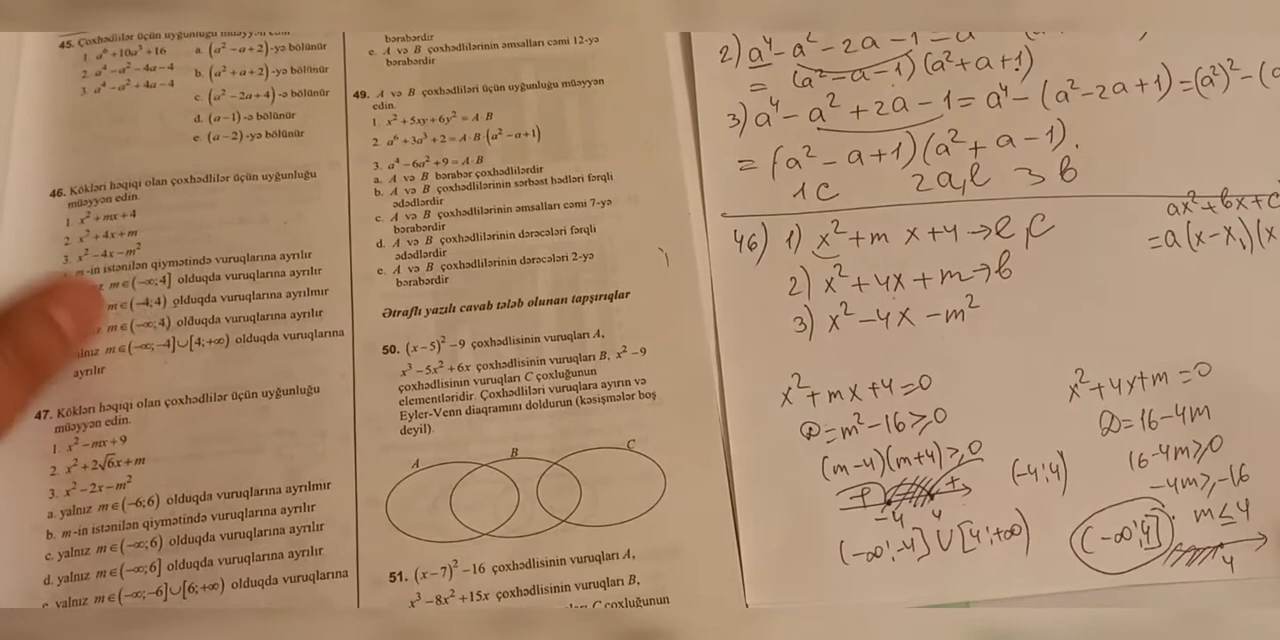 45. Çoxhədlilər üçün uyğunluğu
1. a⁶+10a³+16
2. a⁴−a²−4a−4
3. a⁴−a²+4a−4
a. (a²−a+2)-yə bölünür
b. (a²+a+2)-yə bölünür
c. (a²−2a+4)-ə bölünür
d. (a−1)-ə bölünür
e. (a−2)-yə bölünür
46. Kökləri həqiqi olan çoxhədlilər üçün uyğunluğu
müəyyən edin.
1. x²+mx+4
2. x²+4x+m
3. x²−4x−m²
m-in istənilən qiymətində vuruqlarına ayrılır
m∈(−∞;4] olduqda vuruqlarına ayrılır
m∈(−4;4) olduqda vuruqlarına ayrılmır
m∈(−∞;4) olduqda vuruqlarına ayrılır
m∈(−∞;−4]∪[4;+∞) olduqda vuruqlarına
ayrılır
47. Kökləri həqiqi olan çoxhədlilər üçün uyğunluğu
müəyyən edin.
1. x²−mx+9
2. x²+2√6x+m
3. x²−2x−m²
a. yalnız m∈(−6;6) olduqda vuruqlarına ayrılmır
b. m-in istənilən qiymətində vuruqlarına ayrılır
c. yalnız m∈(−∞;6) olduqda vuruqlarına ayrılır
d. yalnız m∈(−∞;6] olduqda vuruqlarına ayrılır
e. yalnız m∈(−∞;−6]∪[6;+∞) olduqda vuruqlarına
bərabərdir
e. A və B çoxhədlilərinin əmsalları cəmi 12-yə
bərabərdir
49. A və B çoxhədliləri üçün uyğunluğu müəyyən
edin.
1. x²+5xy+6y²=A·B
2. a⁶+3a³+2=A·B·(a²−a+1)
3. a⁴−6a²+9=A·B
a. A və B bərabər çoxhədlilərdir
b. A və B çoxhədlilərinin sərbəst hədləri fərqli
ədədlərdir
c. A və B çoxhədlilərinin əmsalları cəmi 7-yə
bərabərdir
d. A və B çoxhədlilərinin dərəcələri fərqli
ədədlərdir
e. A və B çoxhədlilərinin dərəcələri 2-yə
bərabərdir
Ətraflı yazılı cavab tələb olunan tapşırıqlar
50. (x−5)²−9 çoxhədlisinin vuruqları A,
x³−5x²+6x çoxhədlisinin vuruqları B, x²−9
çoxhədlisinin vuruqları C çoxluğunun
elementləridir. Çoxhədliləri vuruqlara ayırın və
Eyler-Venn diaqramını doldurun (kəsişmələr boş
deyil).
A B C
51. (x−7)²−16 çoxhədlisinin vuruqları A,
x³−8x²+15x çoxhədlisinin vuruqları B,
C çoxluğunun
2) a⁴−a²−2a−1=
=(a²−a−1)(a²+a+1)
3) a⁴−a²+2a−1=a⁴−(a²−2a+1)=(a²)²−(
=(a²−a+1)(a²+a−1).
1c 2a,e 3b
46) 1) x²+mx+4→e,c
2) x²+4x+m→b
3) x²−4x−m²
ax²+bx+c
=a(x−x₁)(x
x²+mx+4=0
D=m²−16≥0
(m−4)(m+4)≥0
+ +
−4 4
(−4;4)
(−∞;−4]∪[4;+∞)
x²+4x+m=0
D=16−4m
16−4m≥0
−4m≥−16
m≤4
(−∞;4]
4